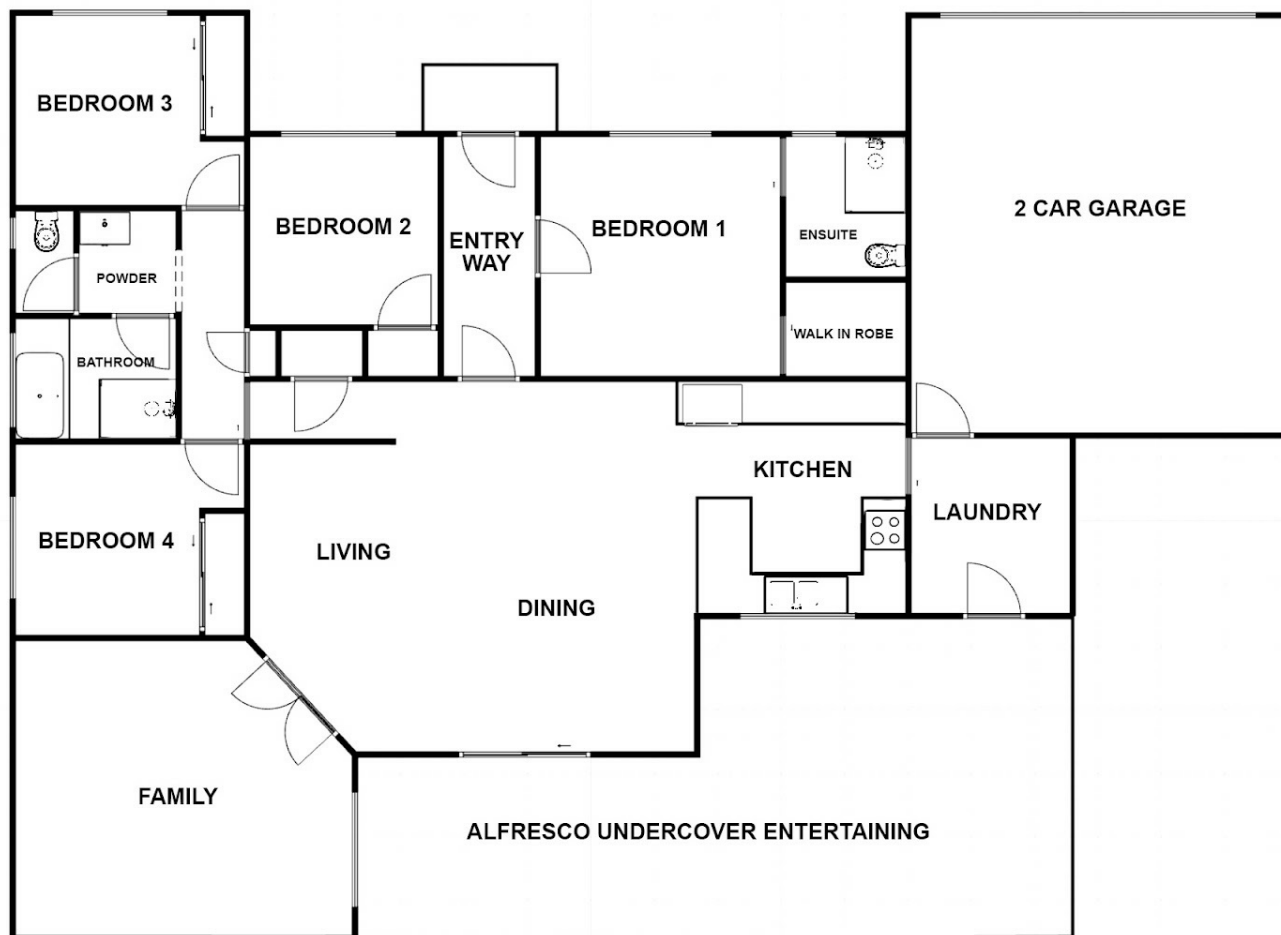 BEDROOM 3
2 CAR GARAGE
BEDROOM 2
ENTRY
WAY
BEDROOM 1
ENSUITE
POWDER
WALK IN ROBE
BATHROOM
KITCHEN
LAUNDRY
BEDROOM 4
LIVING
DINING
FAMILY
ALFRESCO UNDERCOVER ENTERTAINING